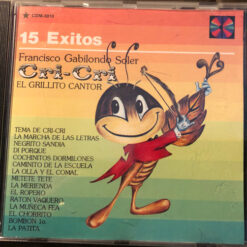 ★ CDM-3218
15 Exitos
Francisco Gabilondo Soler
Cri-Cri
EL GRILLITO CANTOR
TEMA DE CRI-CRI
LA MARCHA DE LAS LETRAS
NEGRITO SANDIA
DI PORQUE
COCHINITOS DORMILONES
CAMINITO DE LA ESCUELA
LA OLLA Y EL COMAL
METETE TETE
LA MERIENDA
EL ROPERO
RATON VAQUERO
LA MUÑECA FEA
EL CHORRITO
BOMBON 1o.
LA PATITA